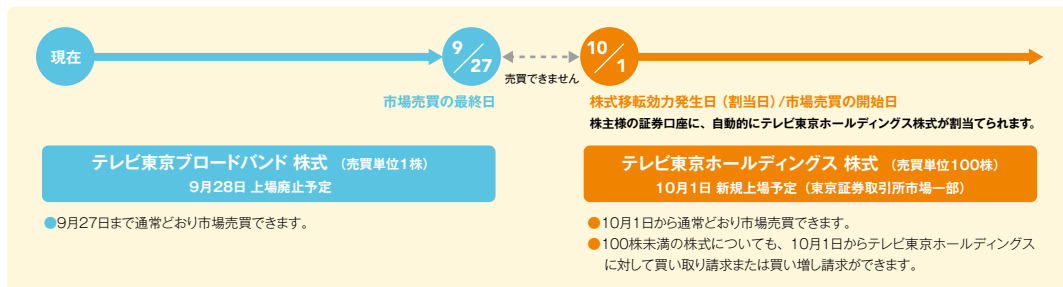 現在
9/27
売買できません
10/1
市場売買の最終日
株式移転効力発生日（割当日）/市場売買の開始日
株主様の証券口座に、自動的にテレビ東京ホールディングス株式が割当てられます。
テレビ東京ブロードバンド 株式 （売買単位1株）
9月28日 上場廃止予定
●9月27日まで通常どおり市場売買できます。
テレビ東京ホールディングス 株式 （売買単位100株）
10月1日 新規上場予定（東京証券取引所市場一部）
●10月1日から通常どおり市場売買できます。
●100株未満の株式についても、10月1日からテレビ東京ホールディングス
に対して買い取り請求または買い増し請求ができます。